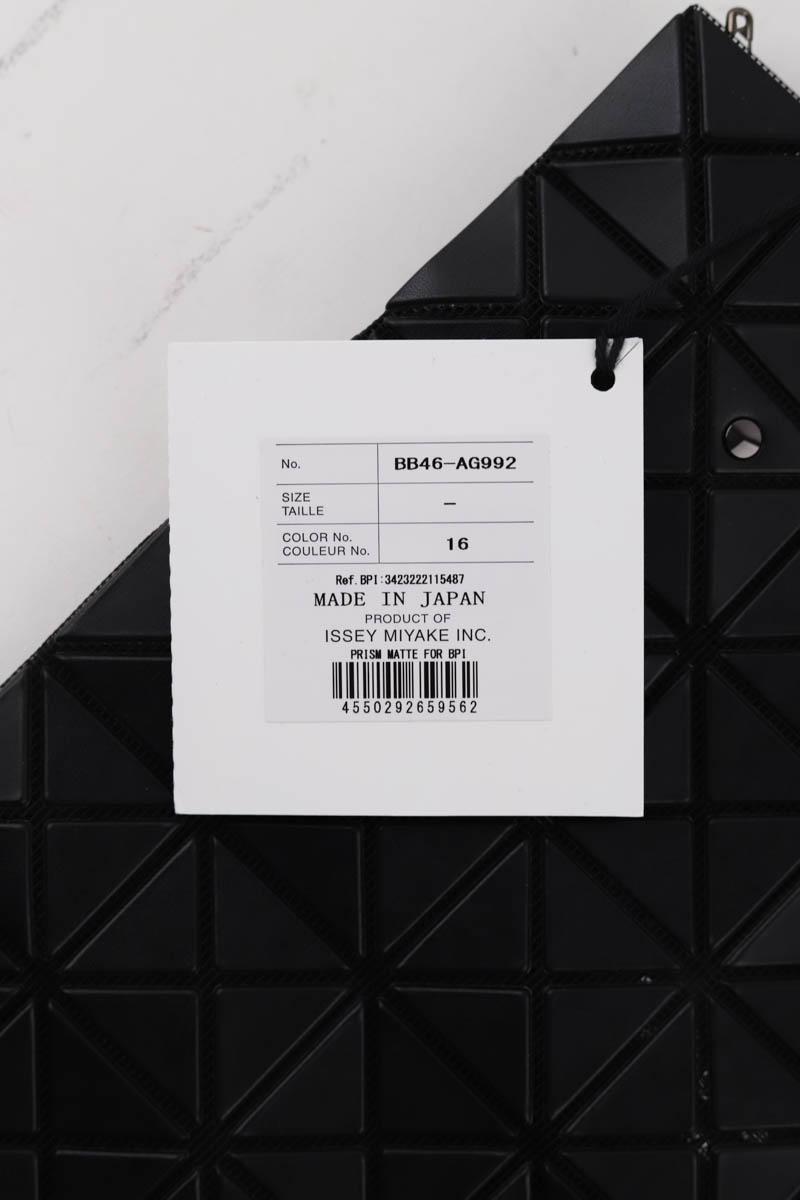 No. BB46-AG992
SIZE
TAILLE –
COLOR No.
COULEUR No. 16
Ref.BPI:3423222115487
MADE IN JAPAN
PRODUCT OF
ISSEY MIYAKE INC.
PRISM MATTE FOR BPI
4550292659562